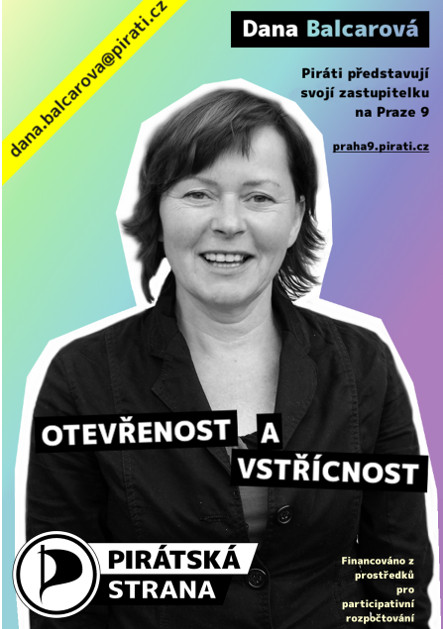 dana.balcarova@pirati.cz
Dana Balcarová
Piráti představují
svojí zastupitelku
na Praze 9
praha9.pirati.cz
OTEVŘENOST A
VSTŘÍCNOST
PIRÁTSKÁ
STRANA
Financováno z
prostředků
pro
participativní
rozpočtování